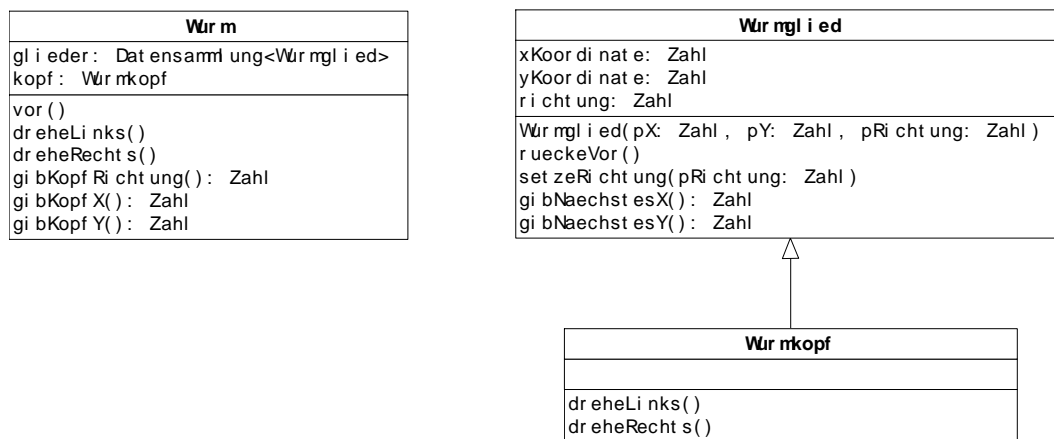 Wurm
glieder: Datensammlung<Wurmglied>
kopf: Wurmkopf
vor()
dreheLinks()
dreheRechts()
gibKopfRichtung(): Zahl
gibKopfX(): Zahl
gibKopfY(): Zahl
Wurmglied
xKoordinate: Zahl
yKoordinate: Zahl
richtung: Zahl
Wurmglied(pX: Zahl, pY: Zahl, pRichtung: Zahl)
rueckeVor()
setzeRichtung(pRichtung: Zahl)
gibNaechstesX(): Zahl
gibNaechstesY(): Zahl
Wurmkopf
dreheLinks()
dreheRechts()